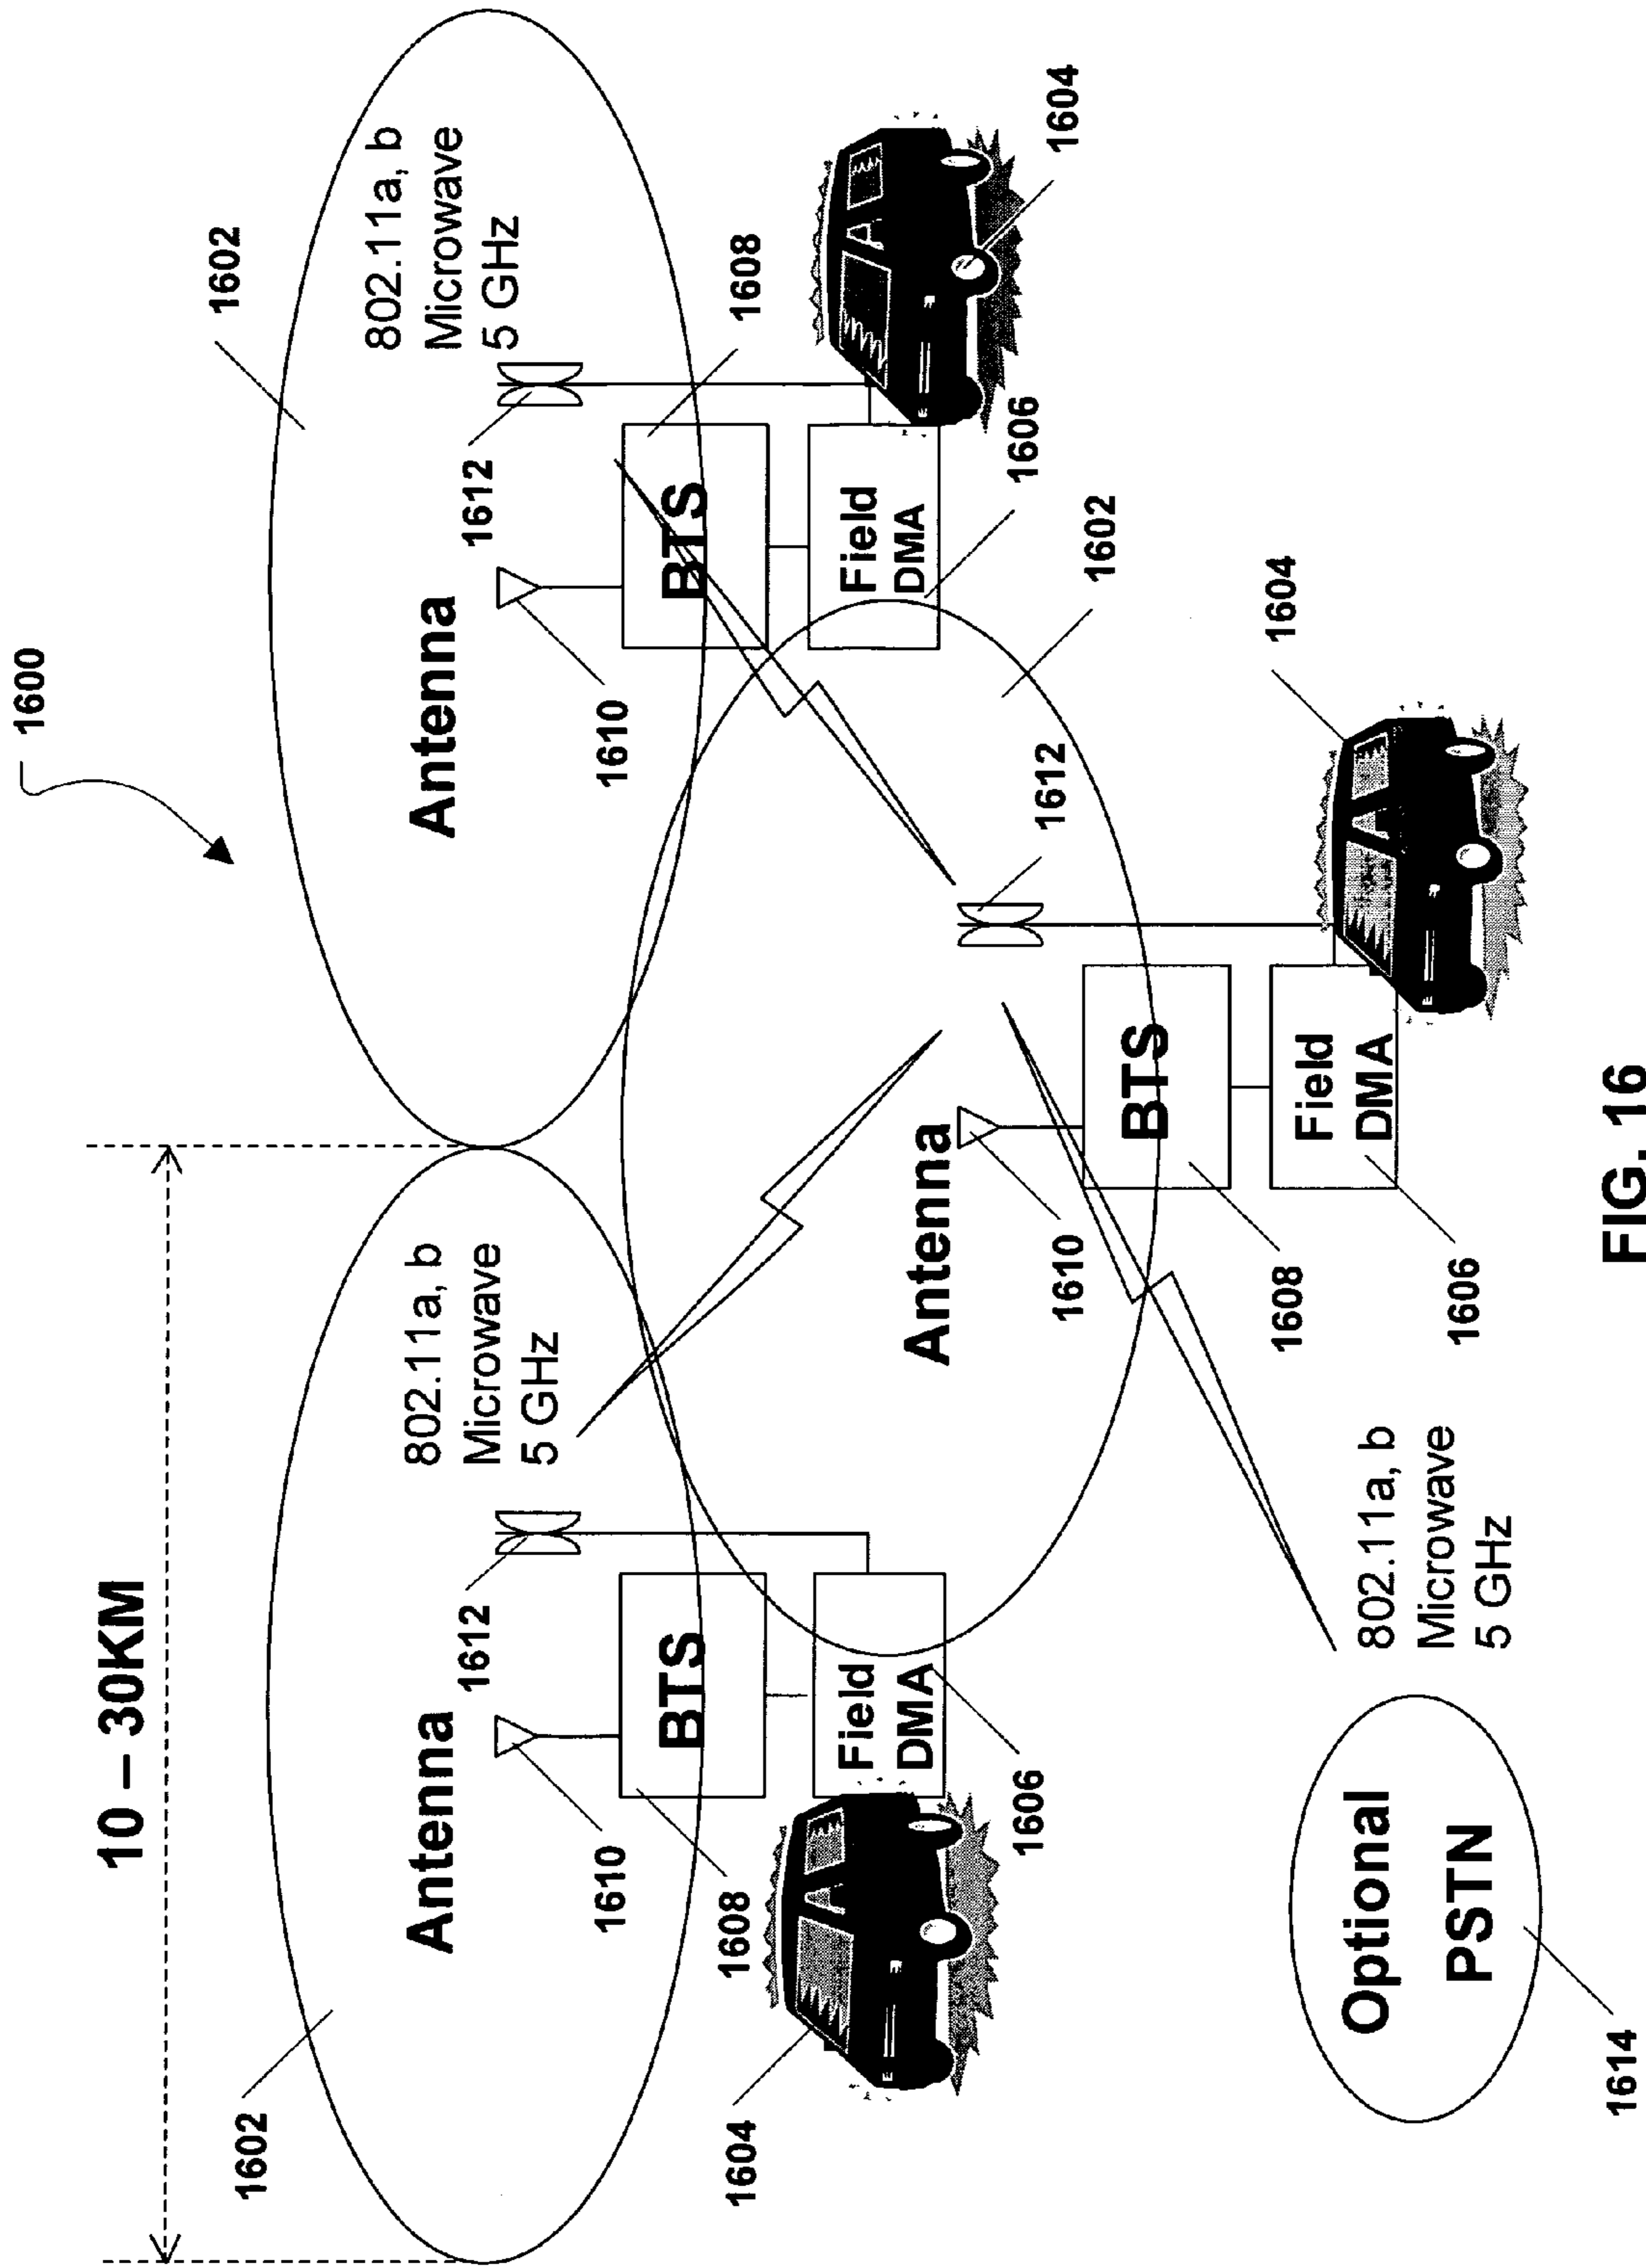 1600
10 – 30KM
1602
1602
Antenna
802.11a, b
Microwave
5 GHz
Antenna
802.11a, b
Microwave
5 GHz
1612
1612
1610
1610
BTS
BTS
1608
1608
Field
DMA
Field
DMA
1604
1606
1606
1604
1602
Antenna
1612
1610
BTS
1604
1608
Field
DMA
1606
802.11a, b
Microwave
5 GHz
Optional
PSTN
1614
FIG. 16